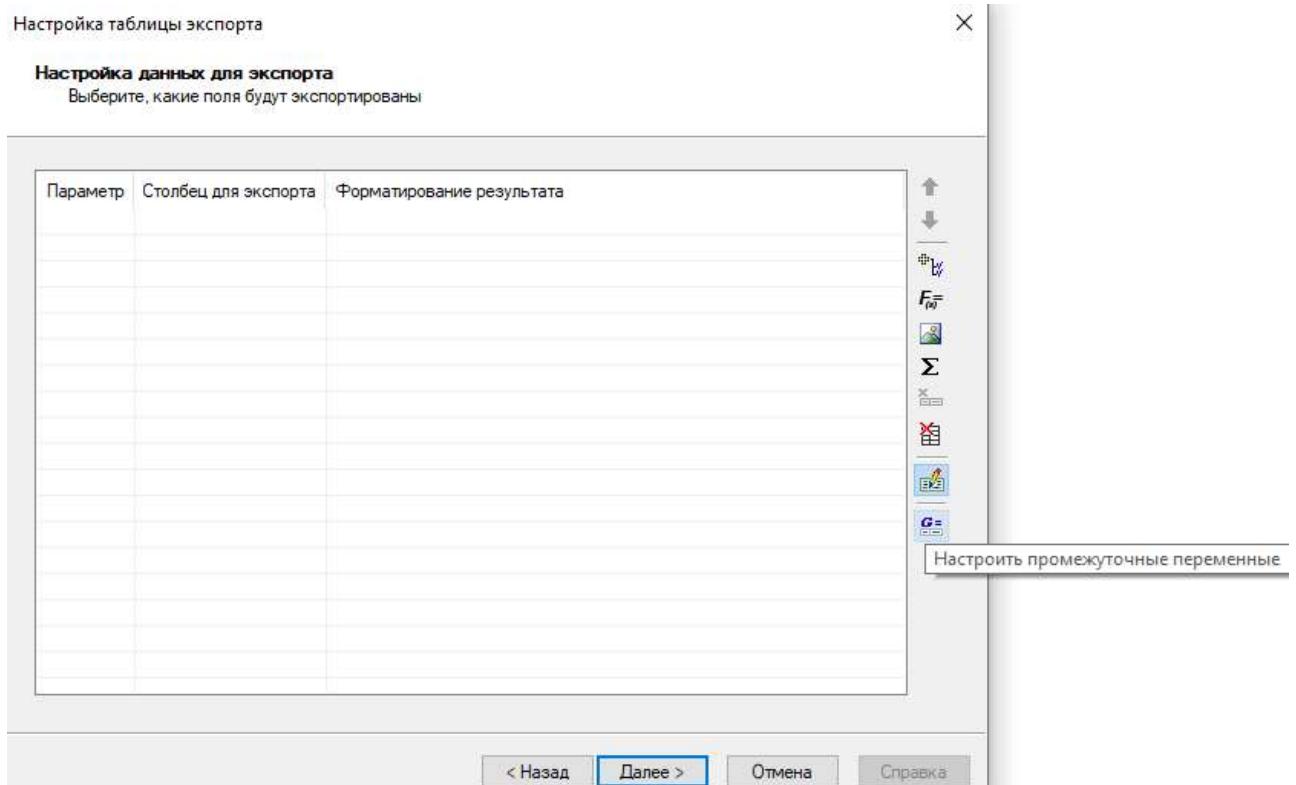 Настройка таблицы экспорта
Настройка данных для экспорта
Выберите, какие поля будут экспортированы
Параметр Столбец для экспорта Форматирование результата
F(x)=
Σ
G=
Настроить промежуточные переменные
< Назад Далее > Отмена Справка